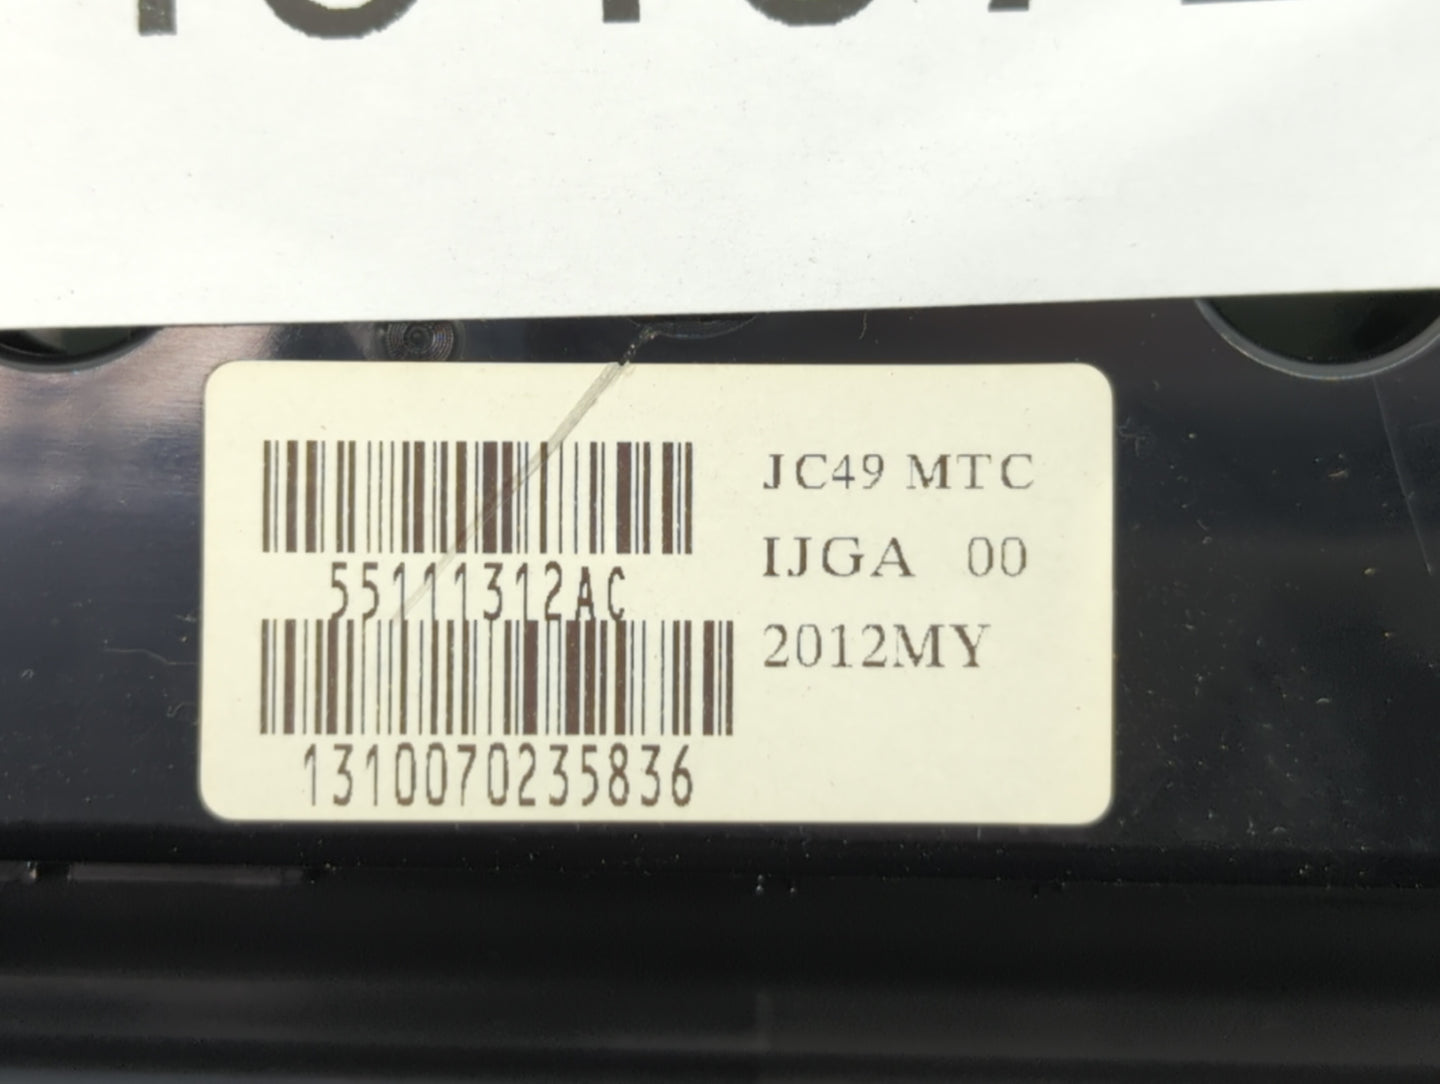 55111312AC
1310070235836
JC49 MTC
IJGA 00
2012MY